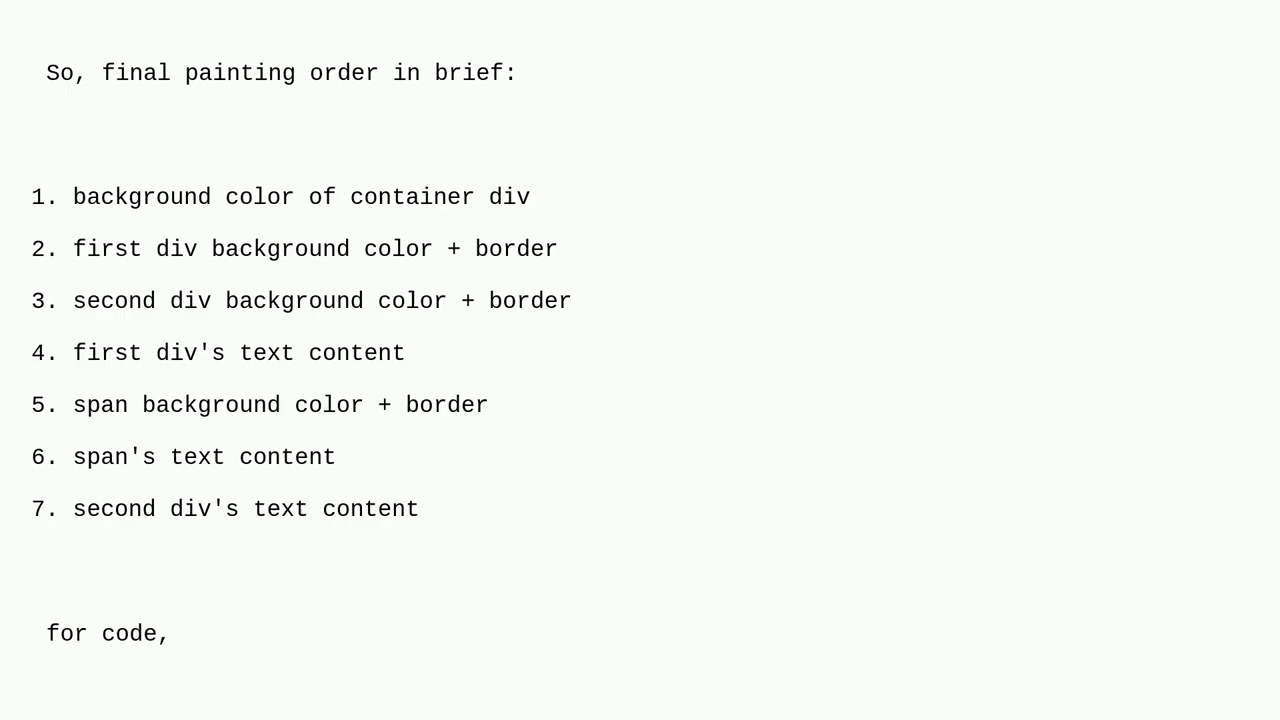 So, final painting order in brief:
1. background color of container div
2. first div background color + border
3. second div background color + border
4. first div's text content
5. span background color + border
6. span's text content
7. second div's text content
for code,